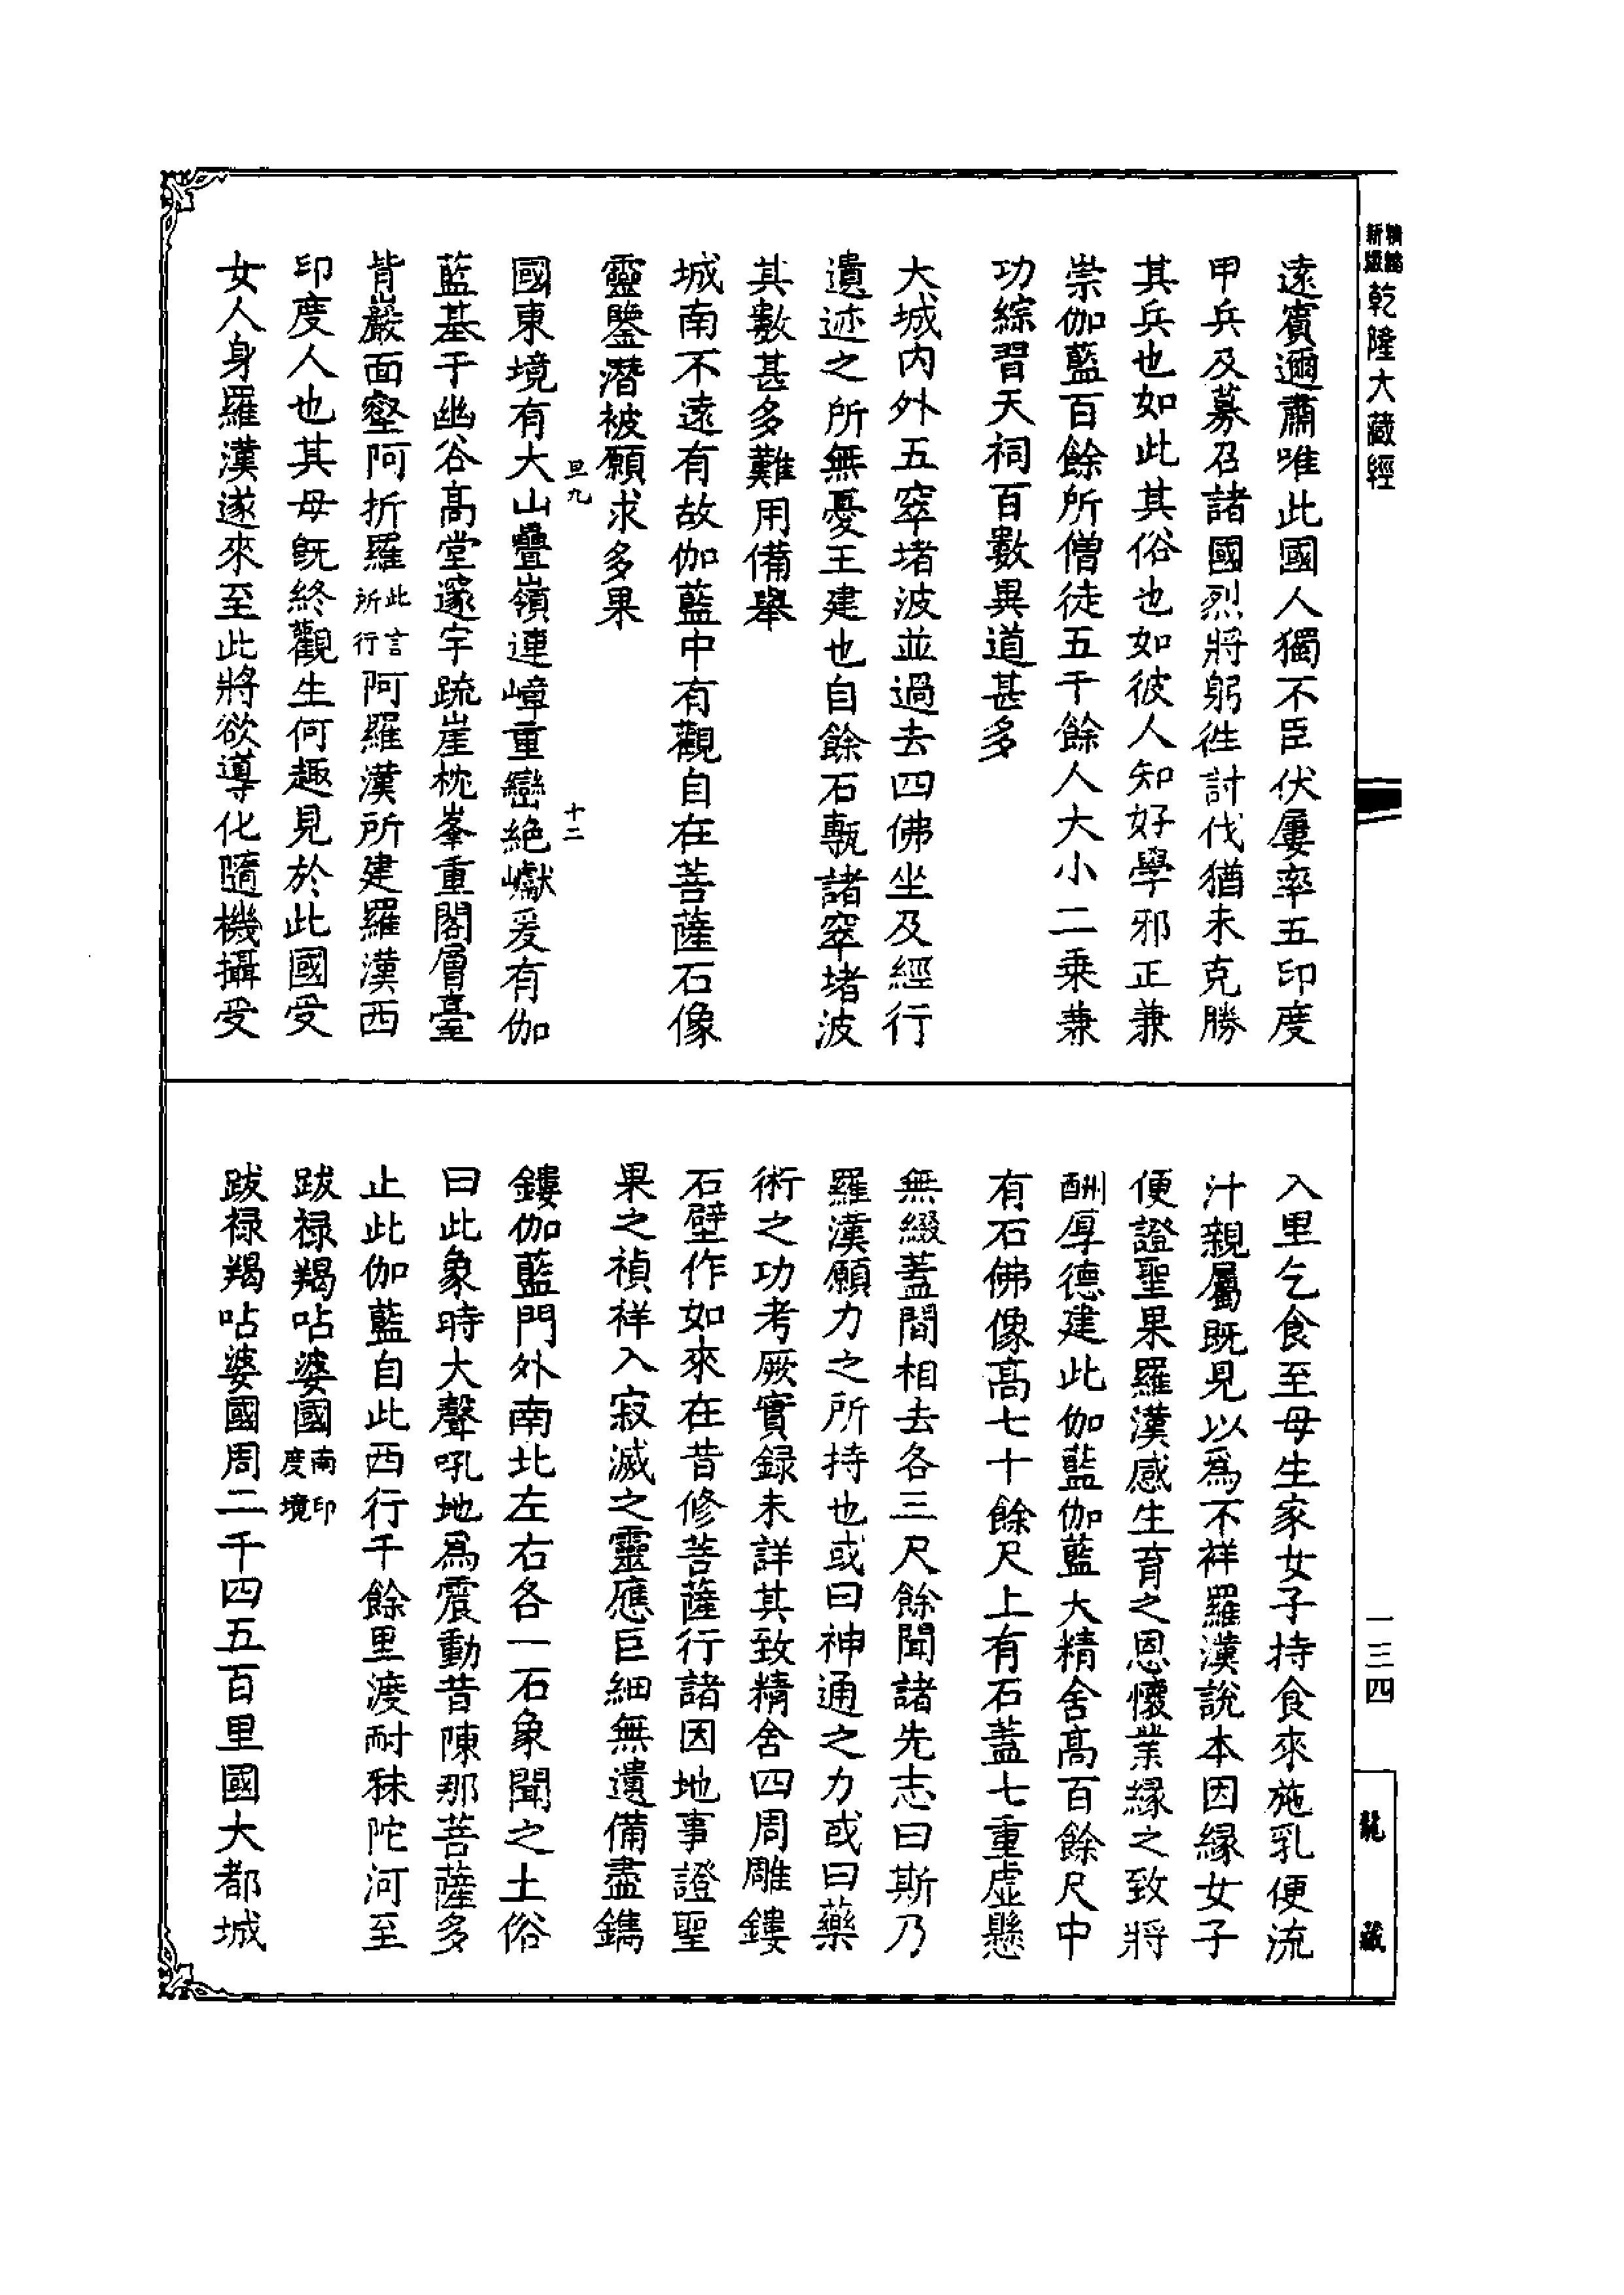 新編縮版 乾隆大藏經
遠賓邇肅唯此國人獨不臣伏屢率五印度
甲兵及募召諸國烈將躬徃討伐猶未克勝
其兵也如此其俗也如彼人知好學邪正兼
崇伽藍百餘所僧徒五千餘人大小二乗兼
功綜習天祠百數異道甚多
大城内外五窣堵波並過去四佛坐及經行
遺迹之所無憂王建也自餘石甎諸窣堵波
其數甚多難用備舉
城南不遠有故伽藍中有觀自在菩薩石像
靈鑒潛被願求多果
旦九
十二
國東境有大山疊嶺連嶂重巒絶巘爰有伽
藍基于幽谷高堂邃宇疏崖枕峯重閣層臺
背巖面壑阿折羅此言所行阿羅漢所建羅漢西
印度人也其母旣終觀生何趣見於此國受
女人身羅漢遂來至此將欲導化隨機攝受
入里乞食至母生家女子持食來施乳便流
汁親屬既見以爲不祥羅漢說本因緣女子
便證聖果羅漢感生育之恩懷業緣之致將
酬厚德建此伽藍伽藍大精舍高百餘尺中
有石佛像高七十餘尺上有石蓋七重虛懸
無綴蓋間相去各三尺餘聞諸先志曰斯乃
羅漢願力之所持也或曰神通之力或曰藥
術之功考厥實録未詳其致精舍四周雕鏤
石壁作如來在昔修菩薩行諸因地事證聖
果之禎祥入寂滅之靈應巨細無遺備盡鐫
鏤伽藍門外南北左右各一石象聞之土俗
曰此象時大聲吼地爲震動昔陳那菩薩多
止此伽藍自此西行千餘里渡耐秣陀河至
跋禄羯呫婆國南印度境
跋禄羯呫婆國周二千四五百里國大都城
一三四
龍藏